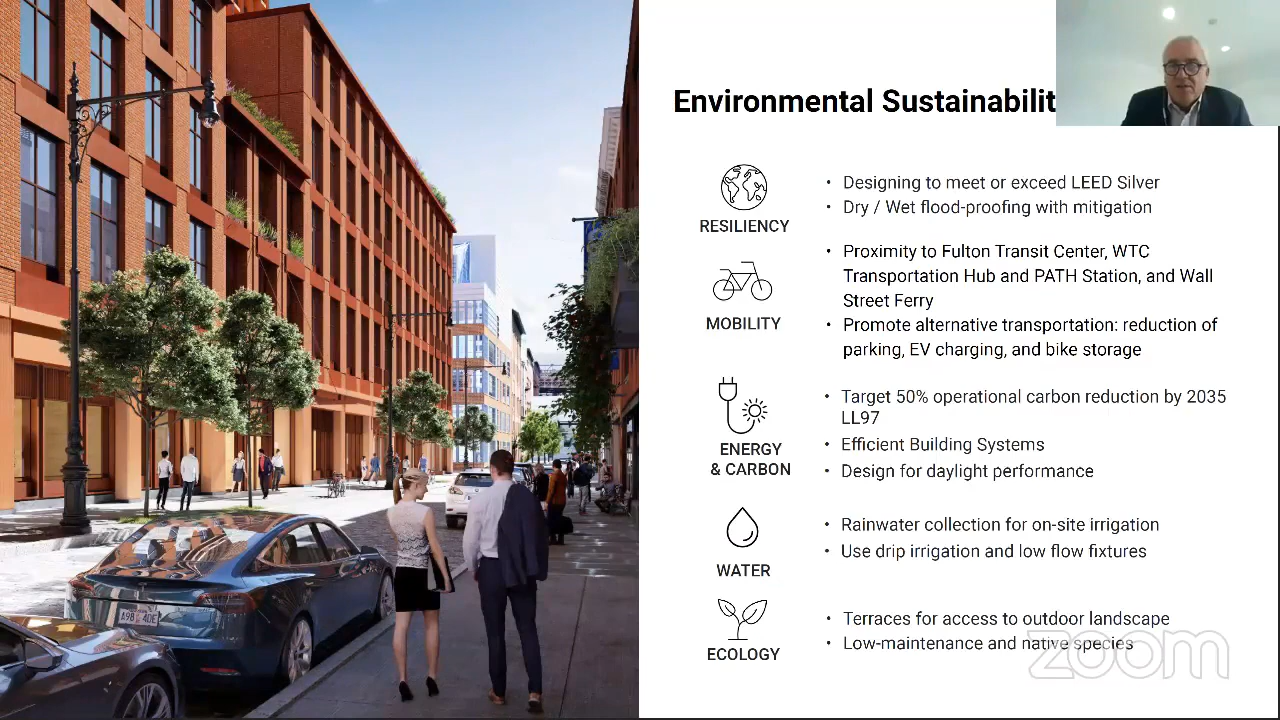 Environmental Sustainabilit
RESILIENCY
• Designing to meet or exceed LEED Silver
• Dry / Wet flood-proofing with mitigation
MOBILITY
• Proximity to Fulton Transit Center, WTC
Transportation Hub and PATH Station, and Wall
Street Ferry
• Promote alternative transportation: reduction of
parking, EV charging, and bike storage
ENERGY
& CARBON
• Target 50% operational carbon reduction by 2035
LL97
• Efficient Building Systems
• Design for daylight performance
WATER
• Rainwater collection for on-site irrigation
• Use drip irrigation and low flow fixtures
ECOLOGY
• Terraces for access to outdoor landscape
• Low-maintenance and native species
zoom